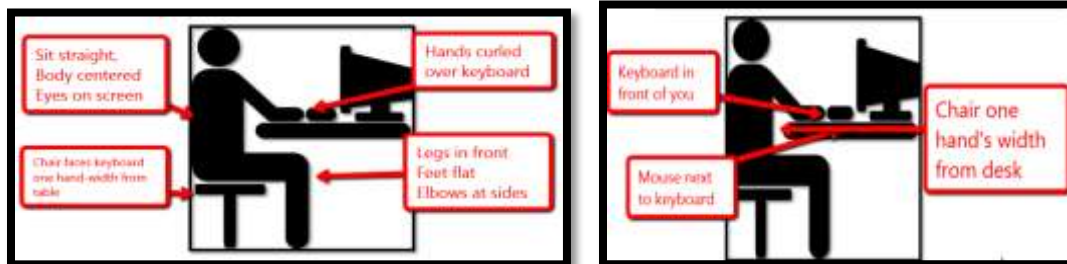 Sit straight,
Body centered
Eyes on screen
Hands curled
over keyboard
Chair faces keyboard
one hand-width from
table
Legs in front
Feet flat
Elbows at sides
Keyboard in
front of you
Chair one
hand's width
from desk
Mouse next
to keyboard